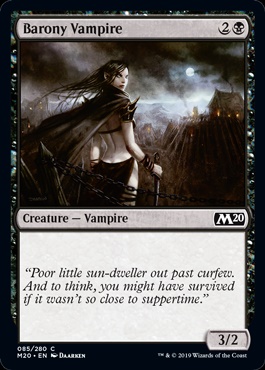 Barony Vampire 2
Creature — Vampire M20
“Poor little sun-dweller out past curfew.
And to think, you might have survived
if it wasn't so close to suppertime.”
3/2
085/280 C
M20 • EN DAARKEN ™ & © 2019 Wizards of the Coast